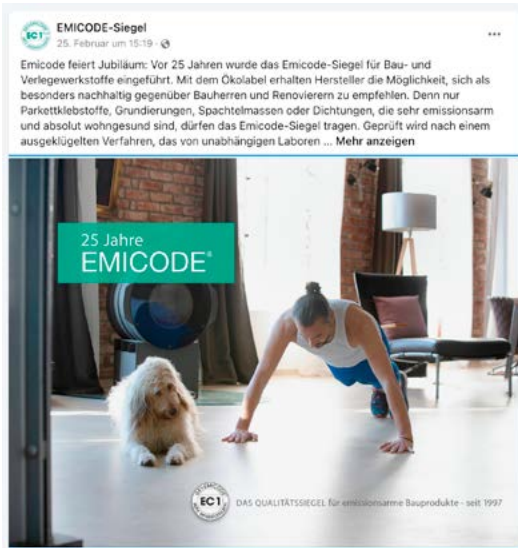 EMICODE-Siegel
25. Februar um 15:19 ·
Emicode feiert Jubiläum: Vor 25 Jahren wurde das Emicode-Siegel für Bau- und
Verlegewerkstoffe eingeführt. Mit dem Ökolabel erhalten Hersteller die Möglichkeit, sich als
besonders nachhaltig gegenüber Bauherren und Renovierern zu empfehlen. Denn nur
Parkettklebstoffe, Grundierungen, Spachtelmassen oder Dichtungen, die sehr emissionsarm
und absolut wohngesund sind, dürfen das Emicode-Siegel tragen. Geprüft wird nach einem
ausgeklügelten Verfahren, das von unabhängigen Laboren ... Mehr anzeigen
25 Jahre
EMICODE®
EC1
DAS QUALITÄTSSIEGEL für emissionsarme Bauprodukte - seit 1997